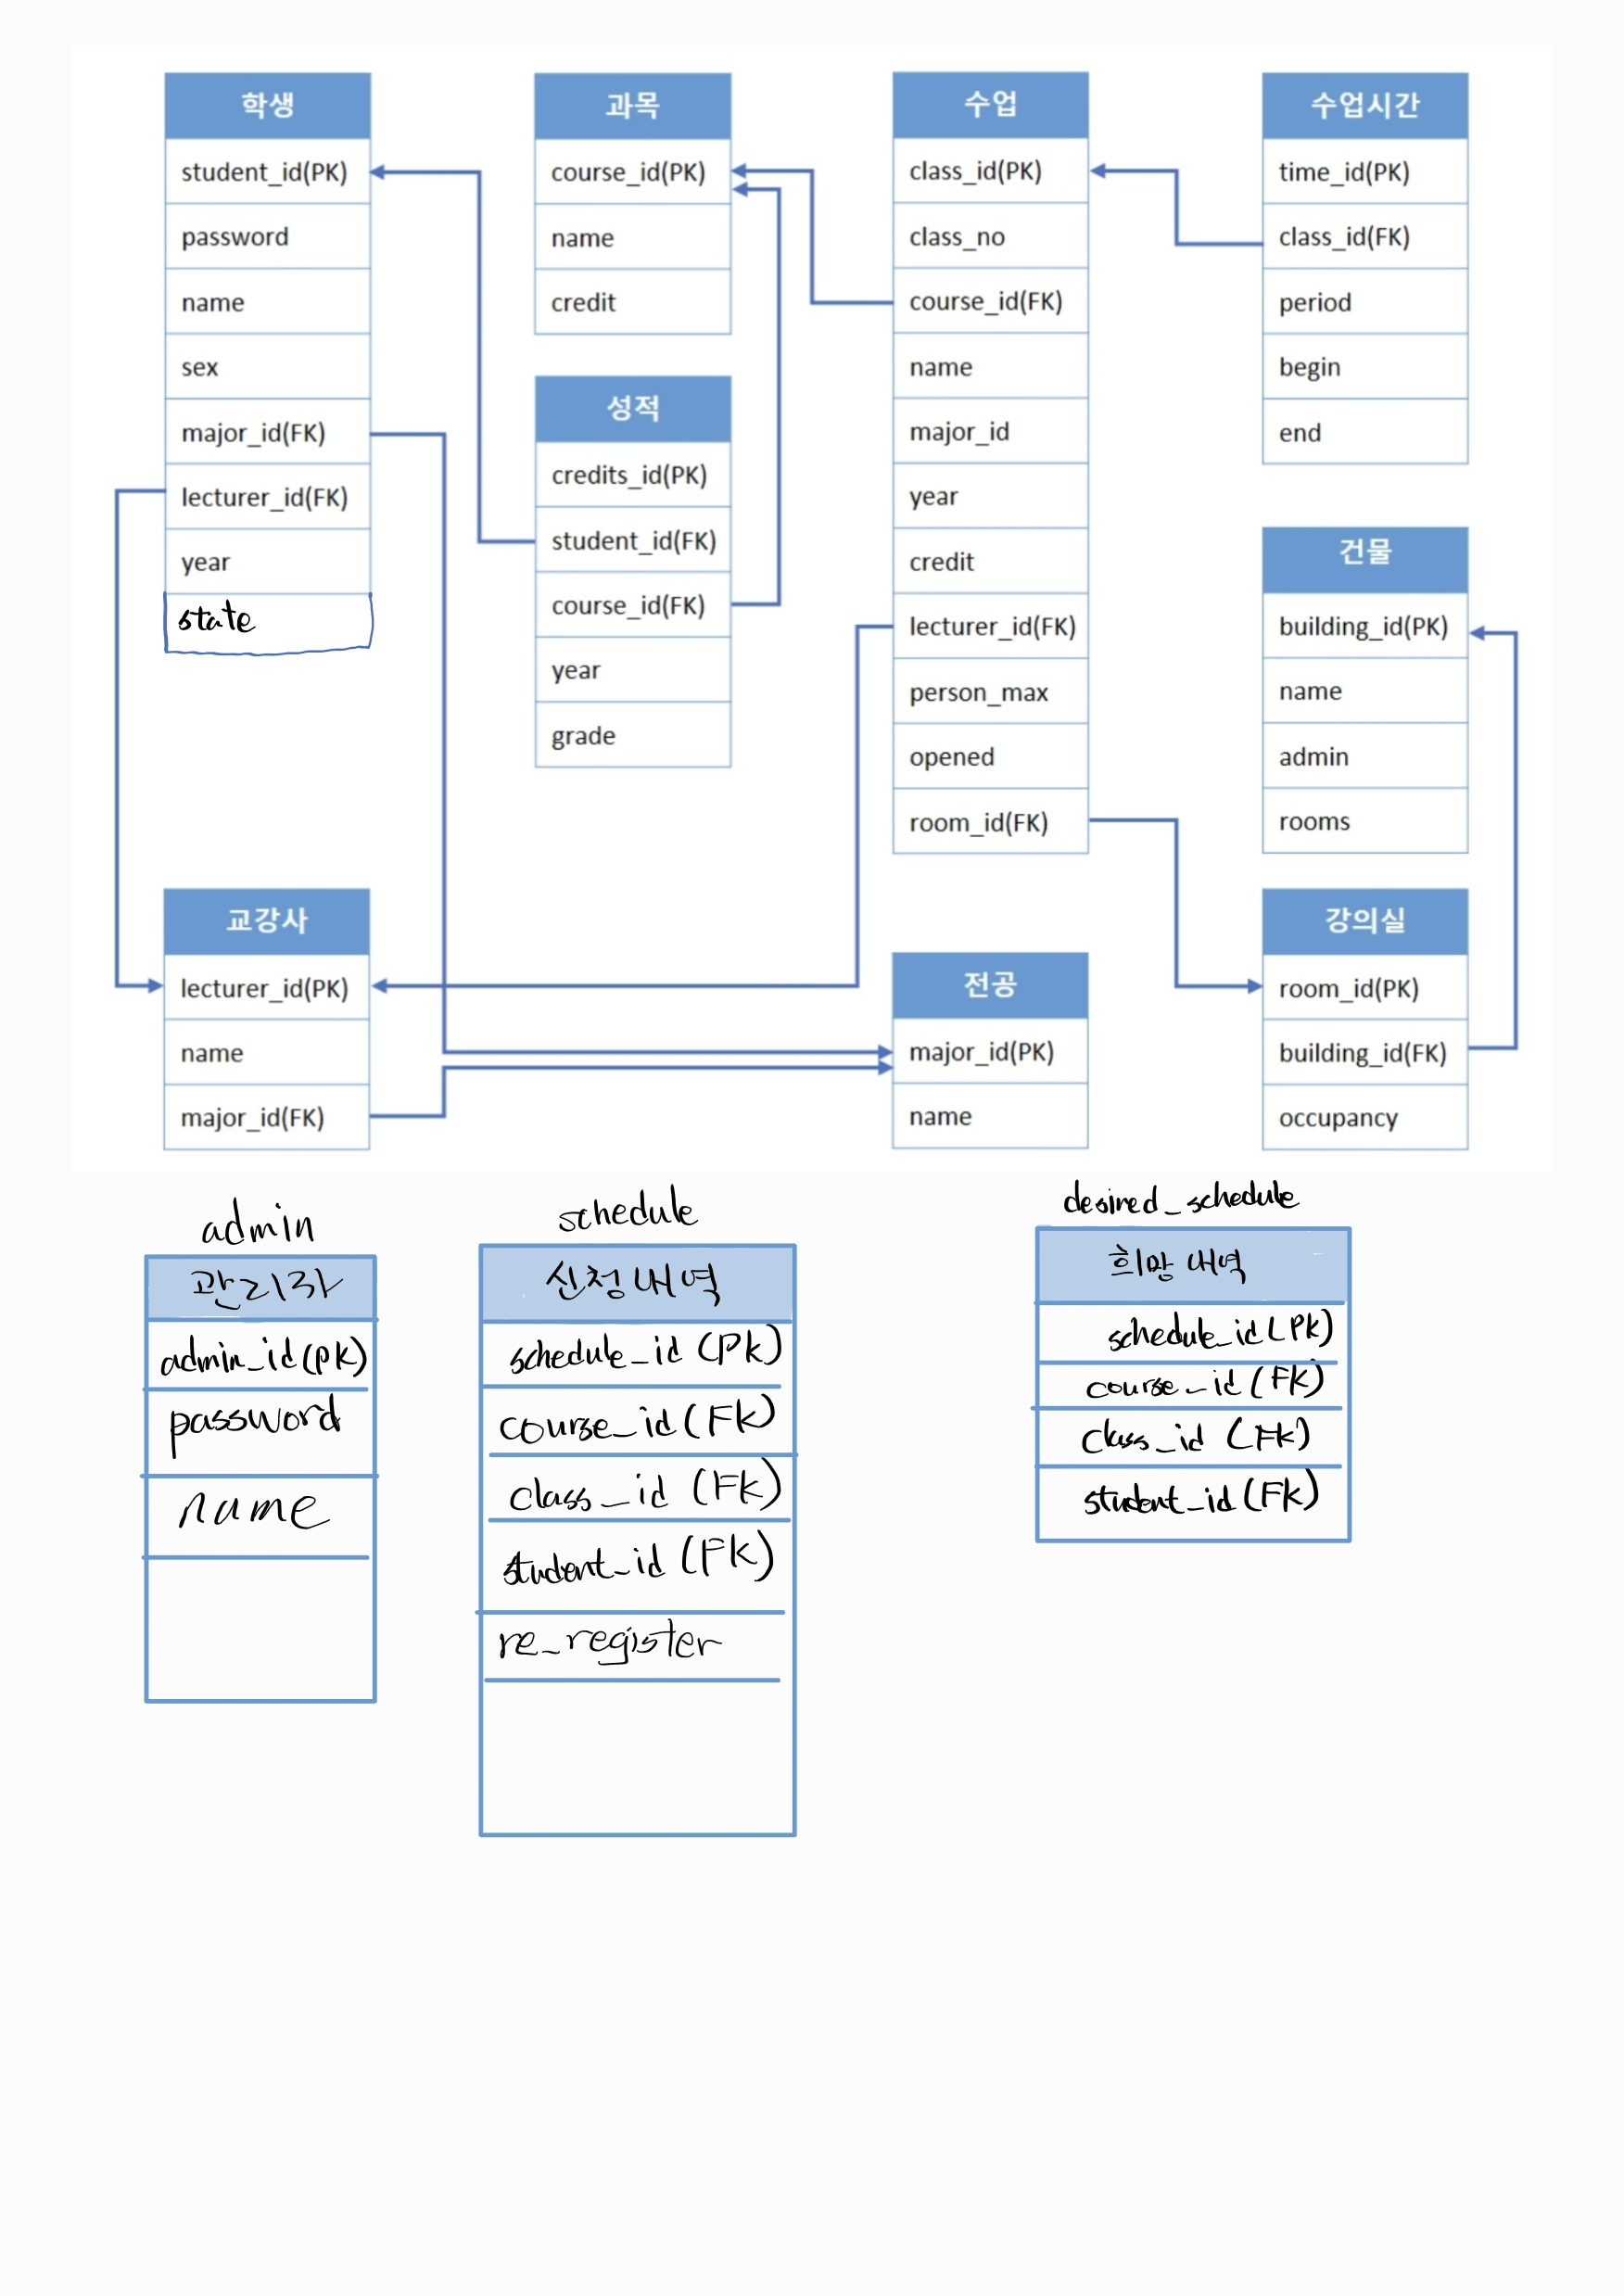 학생
student_id(PK)
password
name
sex
major_id(FK)
lecturer_id(FK)
year
state
과목
course_id(PK)
name
credit
성적
credits_id(PK)
student_id(FK)
course_id(FK)
year
grade
수업
class_id(PK)
class_no
course_id(FK)
name
major_id
year
credit
lecturer_id(FK)
person_max
opened
room_id(FK)
수업시간
time_id(PK)
class_id(FK)
period
begin
end
건물
building_id(PK)
name
admin
rooms
교강사
lecturer_id(PK)
name
major_id(FK)
전공
major_id(PK)
name
강의실
room_id(PK)
building_id(FK)
occupancy
admin
관리자
admin_id(PK)
password
name
schedule
신청내역
schedule_id (PK)
course_id (FK)
class_id (FK)
student_id (FK)
re_register
desired_schedule
희망내역
schedule_id (PK)
course_id (FK)
class_id (FK)
student_id (FK)